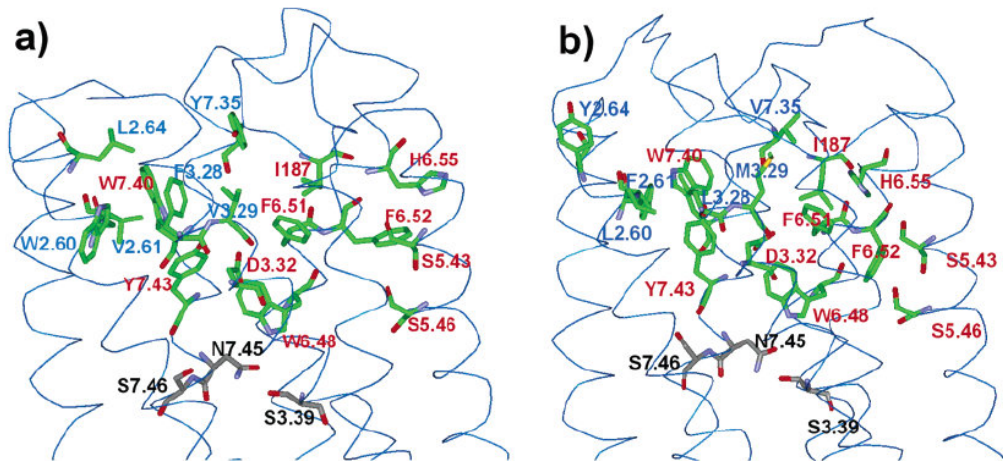 a)
Y7.35
L2.64
F3.28
I187
H6.55
W7.40
V3.29
F6.51
F6.52
W2.60
V2.61
S5.43
D3.32
Y7.43
S5.46
W6.48
N7.45
S7.46
S3.39
b)
Y2.64
V7.35
I187
W7.40
M3.29
H6.55
F2.61
L3.28
F6.51
L2.60
F6.52
D3.32
S5.43
Y7.43
W6.48
S5.46
N7.45
S7.46
S3.39